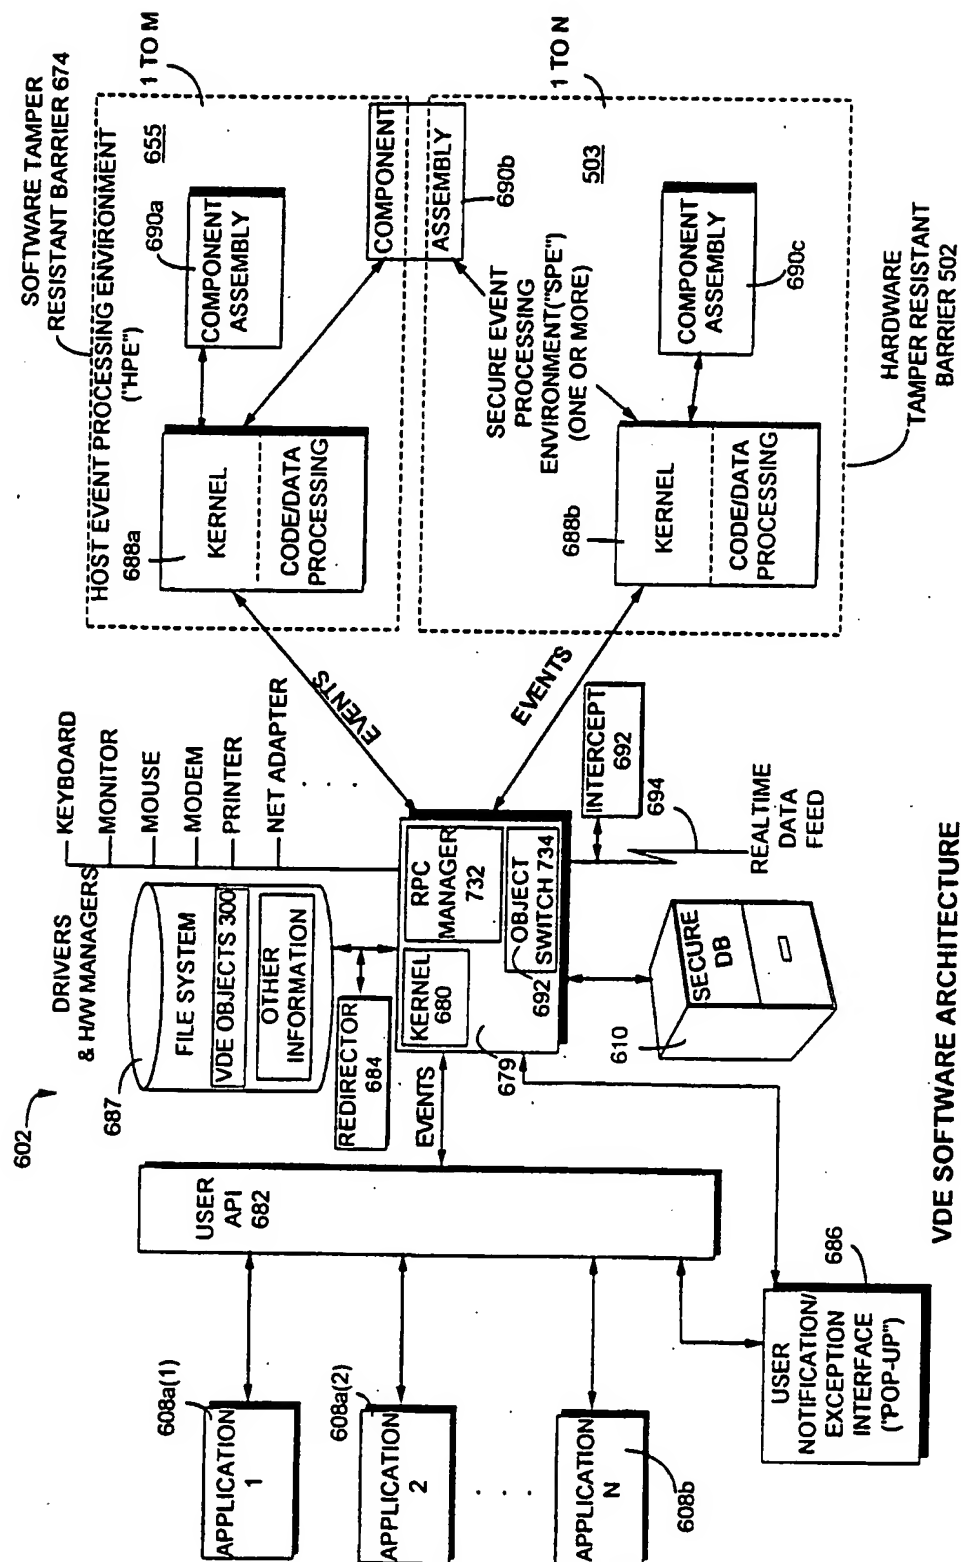 602
DRIVERS
& H/W MANAGERS
KEYBOARD
MONITOR
MOUSE
MODEM
PRINTER
NET ADAPTER
. . .
687
FILE SYSTEM
VDE OBJECTS 300
OTHER
INFORMATION
REDIRECTOR
684
EVENTS
USER
API
682
608a(1)
APPLICATION
1
608a(2)
APPLICATION
2
. . . .
APPLICATION
N
608b
USER
NOTIFICATION/
EXCEPTION
INTERFACE
("POP-UP")
686
KERNEL
680
RPC
MANAGER
732
OBJECT
SWITCH 734
692
679
610
SECURE
DB
INTERCEPT
692
694
REALTIME
DATA
FEED
EVENTS
EVENTS
SOFTWARE TAMPER
RESISTANT BARRIER 674
HOST EVENT PROCESSING ENVIRONMENT
("HPE")
655
1 TO M
688a
KERNEL
CODE/DATA
PROCESSING
690a
COMPONENT
ASSEMBLY
COMPONENT
ASSEMBLY
690b
SECURE EVENT
PROCESSING
ENVIRONMENT("SPE")
(ONE OR MORE)
503
1 TO N
688b
KERNEL
CODE/DATA
PROCESSING
COMPONENT
ASSEMBLY
690c
HARDWARE
TAMPER RESISTANT
BARRIER 502
VDE SOFTWARE ARCHITECTURE